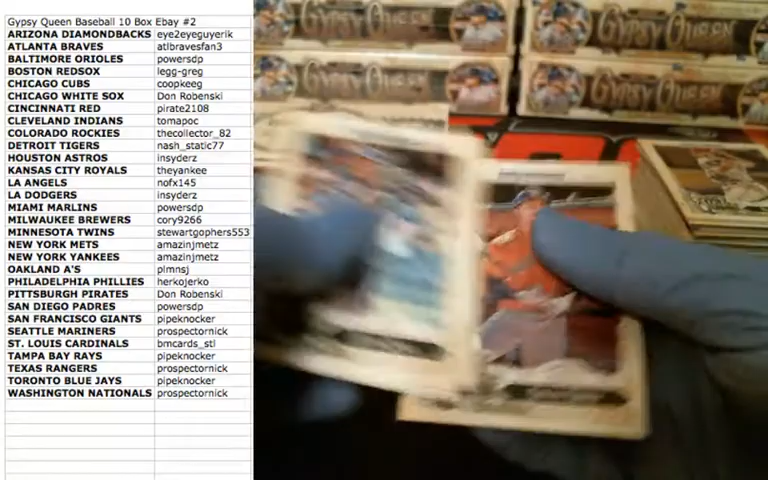 Gypsy Queen Baseball 10 Box Ebay #2
ARIZONA DIAMONDBACKS eye2eyeguyerik
ATLANTA BRAVES atlbravesfan3
BALTIMORE ORIOLES powersdp
BOSTON REDSOX legg-greg
CHICAGO CUBS coopkeeg
CHICAGO WHITE SOX Don Robenski
CINCINNATI RED pirate2108
CLEVELAND INDIANS tomapoc
COLORADO ROCKIES thecollector_82
DETROIT TIGERS nash_static77
HOUSTON ASTROS insyderz
KANSAS CITY ROYALS theyankee
LA ANGELS nofx145
LA DODGERS insyderz
MIAMI MARLINS powersdp
MILWAUKEE BREWERS cory9266
MINNESOTA TWINS stewartgophers553
NEW YORK METS amazinjmetz
NEW YORK YANKEES amazinjmetz
OAKLAND A'S plmnsj
PHILADELPHIA PHILLIES herkojerko
PITTSBURGH PIRATES Don Robenski
SAN DIEGO PADRES powersdp
SAN FRANCISCO GIANTS pipeknocker
SEATTLE MARINERS prospectornick
ST. LOUIS CARDINALS bmcards_stl
TAMPA BAY RAYS pipeknocker
TEXAS RANGERS prospectornick
TORONTO BLUE JAYS pipeknocker
WASHINGTON NATIONALS prospectornick
GYPSY QUEEN
GYPSY QUEEN
GYPSY QUEEN
GYPSY QUEEN